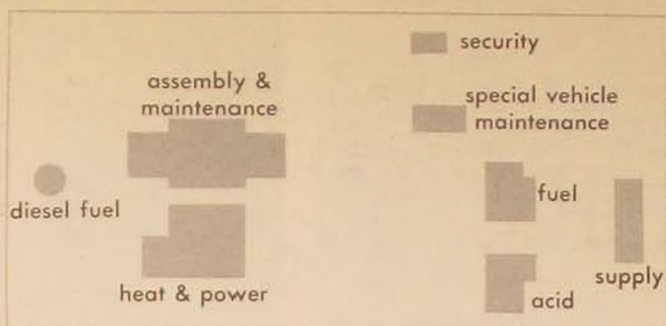 security
assembly &
maintenance
special vehicle
maintenance
diesel fuel
fuel
heat & power
acid
supply